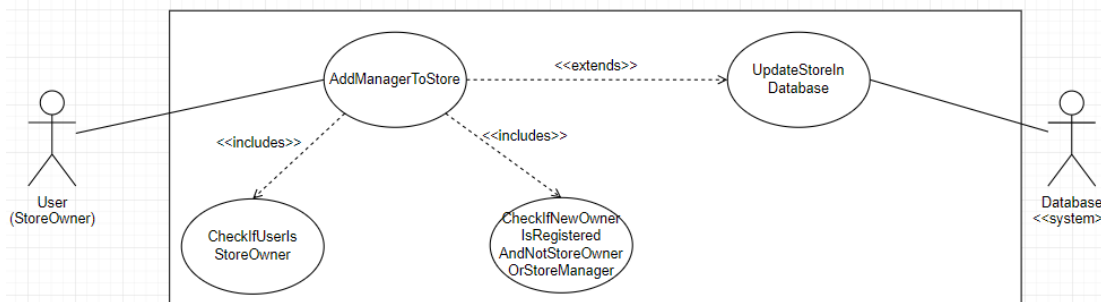 AddManagerToStore
<<extends>>
UpdateStoreIn
Database
<<includes>>
<<includes>>
User
(StoreOwner)
Database
<<system>
CheckIfUserIs
StoreOwner
CheckIfNewOwner
IsRegistered
AndNotStoreOwner
OrStoreManager